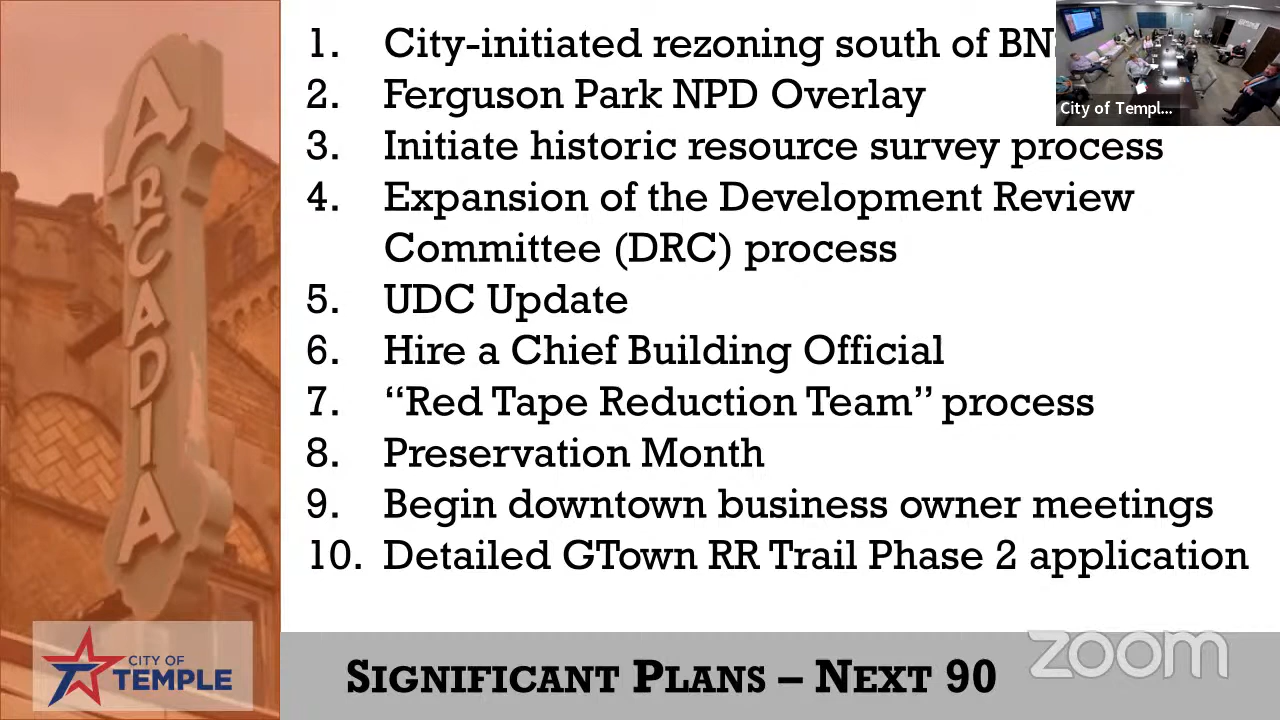 1. City-initiated rezoning south of
2. Ferguson Park NPD Overlay
3. Initiate historic resource survey process
4. Expansion of the Development Review
Committee (DRC) process
5. UDC Update
6. Hire a Chief Building Official
7. “Red Tape Reduction Team” process
8. Preservation Month
9. Begin downtown business owner meetings
10. Detailed GTown RR Trail Phase 2 application
City of Templ...
ARCADIA
CITY OF
TEMPLE
SIGNIFICANT PLANS – NEXT 90
zoom